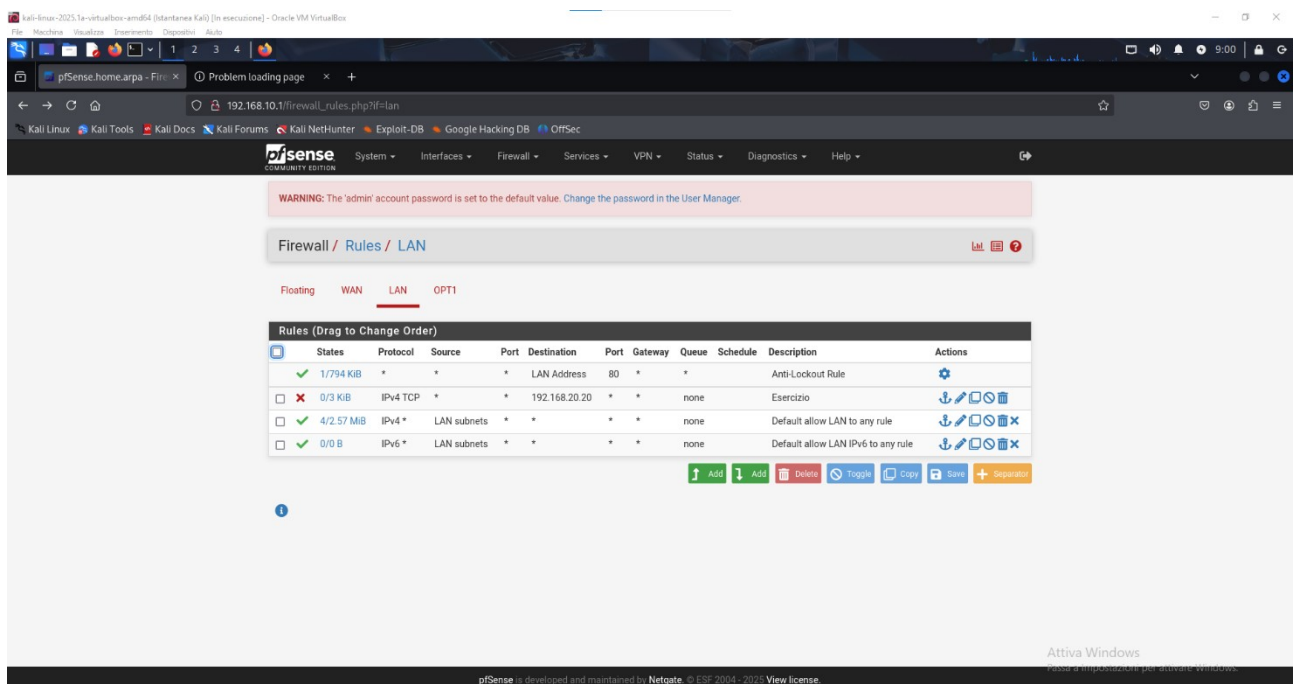 kali-linux-2025.1a-virtualbox-amd64 (Istantanea Kali) [In esecuzione] - Oracle VM VirtualBox
File Macchina Visualizza Inserimento Dispositivi Aiuto
1 2 3 4 9:00
pfSense.home.arpa - Fire Problem loading page
192.168.10.1/firewall_rules.php?if=lan
Kali Linux Kali Tools Kali Docs Kali Forums Kali NetHunter Exploit-DB Google Hacking DB OffSec
pfsense System Interfaces Firewall Services VPN Status Diagnostics Help
COMMUNITY EDITION
WARNING: The 'admin' account password is set to the default value. Change the password in the User Manager.
Firewall / Rules / LAN
Floating WAN LAN OPT1
Rules (Drag to Change Order)
States Protocol Source Port Destination Port Gateway Queue Schedule Description Actions
1/794 KiB * * * LAN Address 80 * * Anti-Lockout Rule
0/3 KiB IPv4 TCP * * 192.168.20.20 * * none Esercizio
4/2.57 MiB IPv4 * LAN subnets * * * * none Default allow LAN to any rule
0/0 B IPv6 * LAN subnets * * * * none Default allow LAN IPv6 to any rule
Add Add Delete Toggle Copy Save Separator
Attiva Windows
Passa a Impostazioni per attivare Windows.
pfSense is developed and maintained by Netgate. © ESF 2004 - 2025 View license.